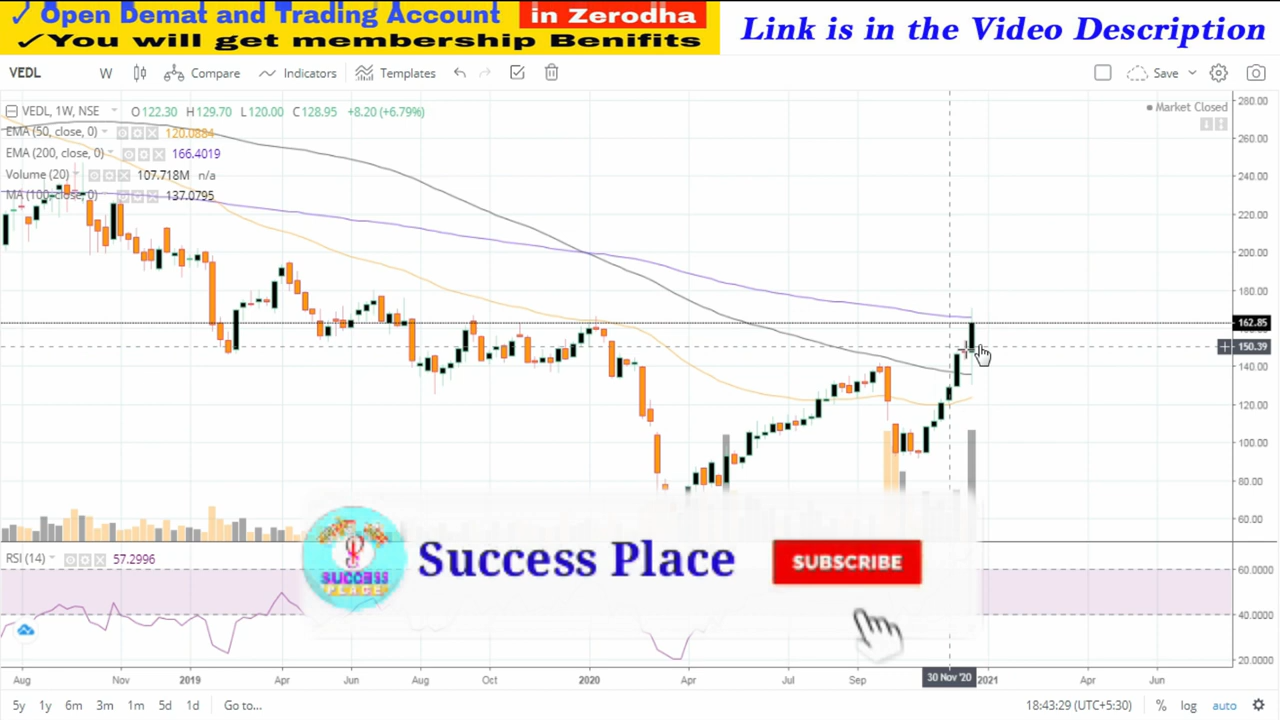 ✓ Open Demat and Trading Account in Zerodha
✓You will get membership Benifits
Link is in the Video Description
VEDL W Compare Indicators Templates Save
VEDL, 1W, NSE O122.30 H129.70 L120.00 C128.95 +8.20 (+6.79%)
Market Closed
EMA (50, close, 0) 120.0884
EMA (200, close, 0) 166.4019
Volume (20) 107.718M n/a
MA (100, close, 0) 137.0795
280.00
260.00
240.00
220.00
200.00
180.00
162.85
150.39
140.00
120.00
100.00
80.00
60.00
SUCCESS
PLACE
Success Place
SUBSCRIBE
RSI (14) 57.2996
60.0000
40.0000
20.0000
Aug Nov 2019 Apr Jun Aug Oct 2020 Apr Jul Sep 30 Nov '20 2021 Apr Jun
5y 1y 6m 3m 1m 5d 1d Go to... 18:43:29 (UTC+5:30) % log auto